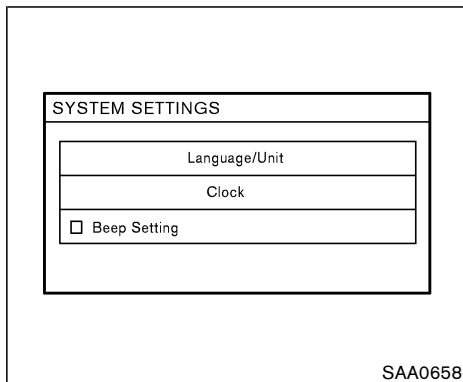 SYSTEM SETTINGS
Language/Unit
Clock
Beep Setting
SAA0658